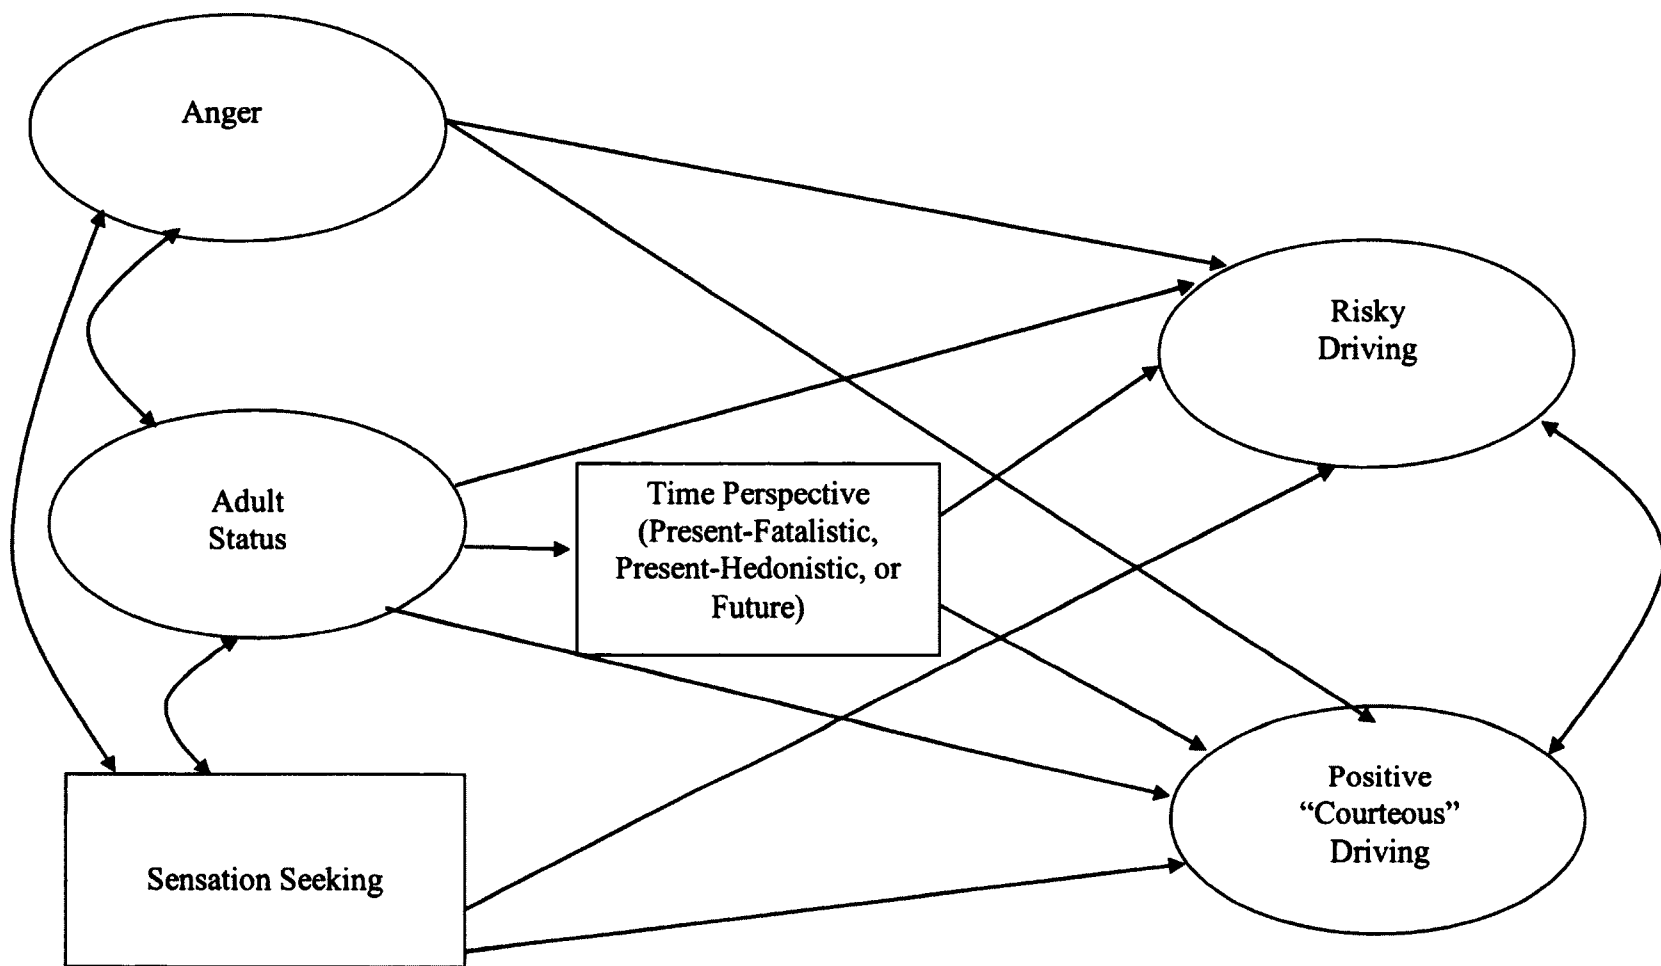 Anger
Risky
Driving
Adult
Status
Time Perspective
(Present-Fatalistic,
Present-Hedonistic, or
Future)
Positive
“Courteous”
Driving
Sensation Seeking